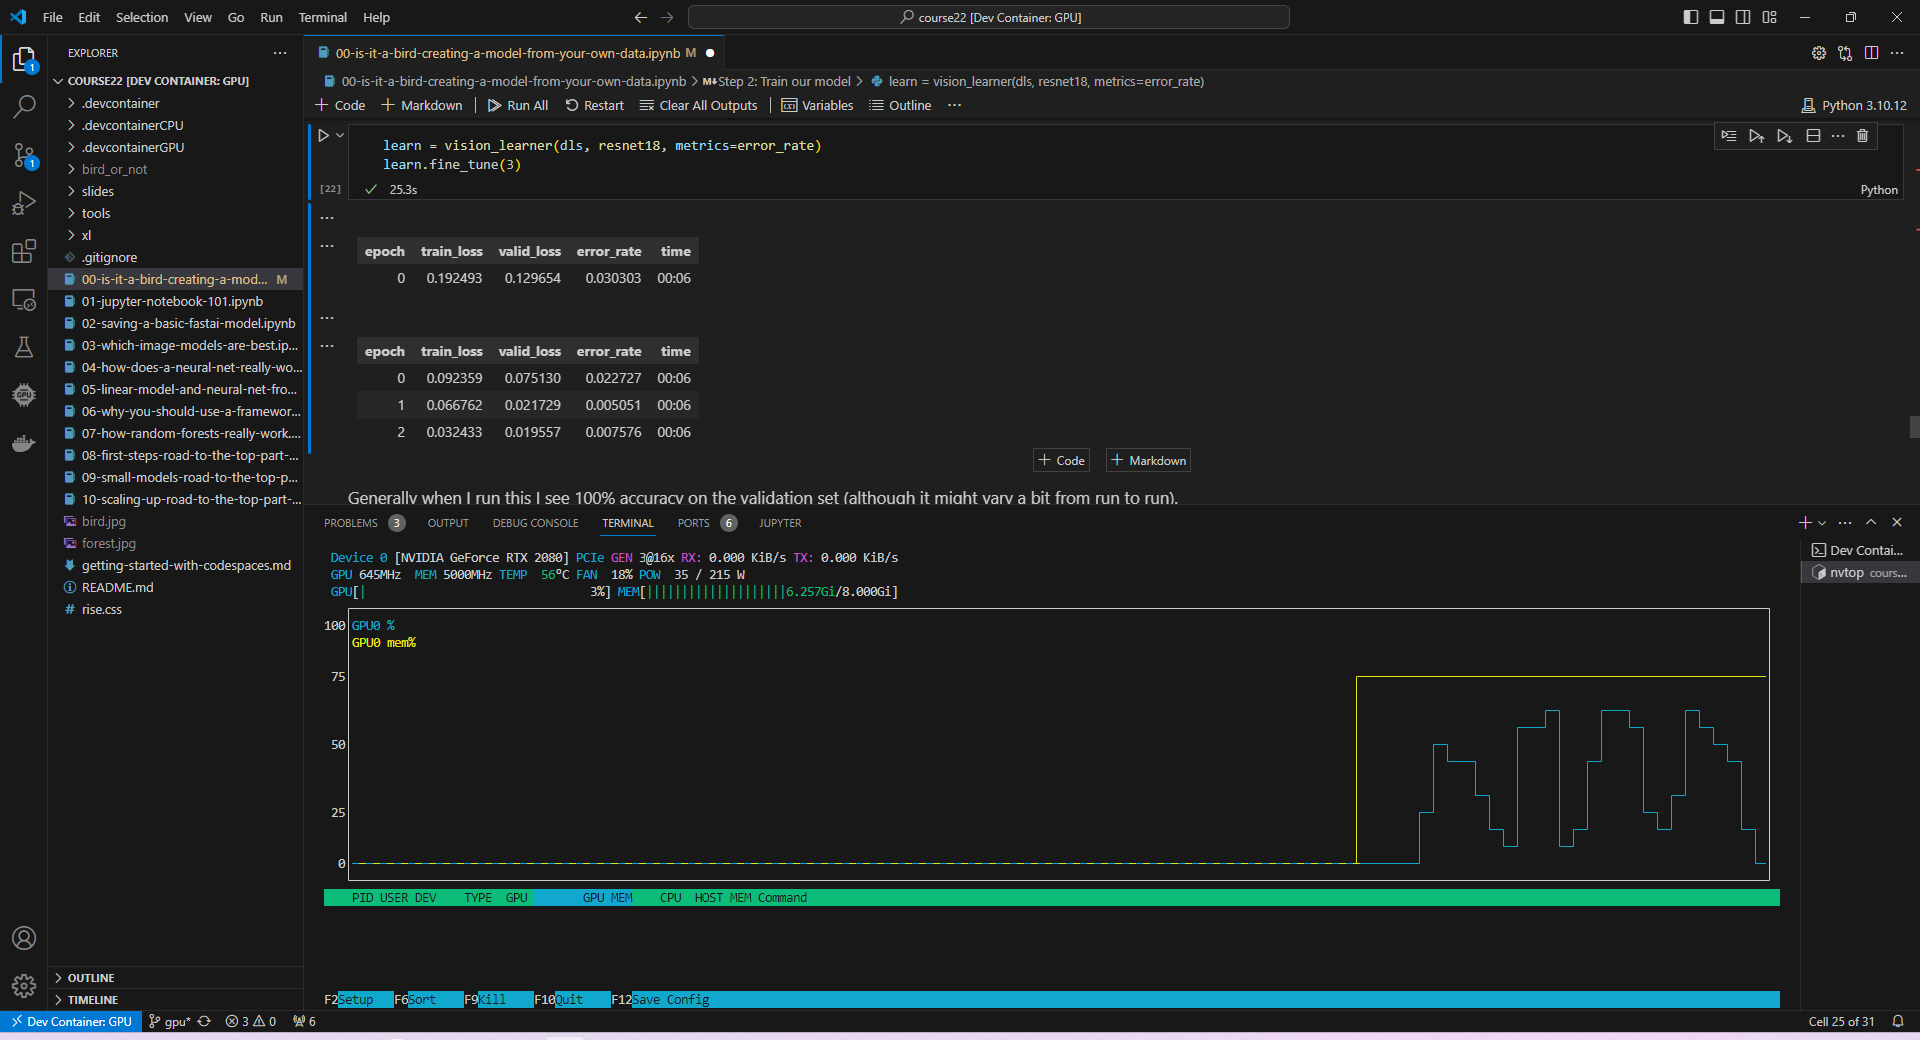 File Edit Selection View Go Run Terminal Help
course22 [Dev Container: GPU]
EXPLORER
COURSE22 [DEV CONTAINER: GPU]
.devcontainer
.devcontainerCPU
.devcontainerGPU
bird_or_not
slides
tools
xl
.gitignore
00-is-it-a-bird-creating-a-mod... M
01-jupyter-notebook-101.ipynb
02-saving-a-basic-fastai-model.ipynb
03-which-image-models-are-best.ip...
04-how-does-a-neural-net-really-wo...
05-linear-model-and-neural-net-fro...
06-why-you-should-use-a-framewor...
07-how-random-forests-really-work....
08-first-steps-road-to-the-top-part-...
09-small-models-road-to-the-top-p...
10-scaling-up-road-to-the-top-part-...
bird.jpg
forest.jpg
getting-started-with-codespaces.md
README.md
rise.css
OUTLINE
TIMELINE
1
1
GPU
00-is-it-a-bird-creating-a-model-from-your-own-data.ipynb M
00-is-it-a-bird-creating-a-model-from-your-own-data.ipynb > M↓Step 2: Train our model > learn = vision_learner(dls, resnet18, metrics=error_rate)
+ Code + Markdown Run All Restart Clear All Outputs Variables Outline ...
Python 3.10.12
learn = vision_learner(dls, resnet18, metrics=error_rate)
learn.fine_tune(3)
[22] 25.3s
Python
epoch train_loss valid_loss error_rate time
0 0.192493 0.129654 0.030303 00:06
epoch train_loss valid_loss error_rate time
0 0.092359 0.075130 0.022727 00:06
1 0.066762 0.021729 0.005051 00:06
2 0.032433 0.019557 0.007576 00:06
+ Code + Markdown
Generally when I run this I see 100% accuracy on the validation set (although it might vary a bit from run to run).
PROBLEMS 3 OUTPUT DEBUG CONSOLE TERMINAL PORTS 6 JUPYTER
Dev Contai...
nvtop cours...
Device 0 [NVIDIA GeForce RTX 2080] PCIe GEN 3@16x RX: 0.000 KiB/s TX: 0.000 KiB/s
GPU 645MHz MEM 5000MHz TEMP 56°C FAN 18% POW 35 / 215 W
GPU[| 3%] MEM[||||||||||||||||||||6.257Gi/8.000Gi]
100 GPU0 %
GPU0 mem%
75
50
25
0
PID USER DEV TYPE GPU GPU MEM CPU HOST MEM Command
F2Setup F6Sort F9Kill F10Quit F12Save Config
Dev Container: GPU gpu* 3 0 6
Cell 25 of 31